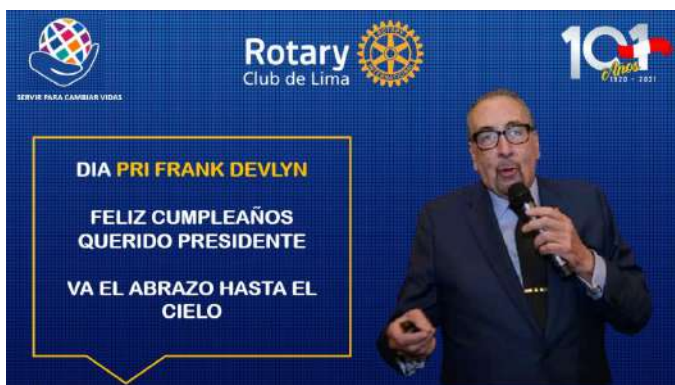 SERVIR PARA CAMBIAR VIDAS
Rotary
Club de Lima
101
Años
1920 - 2021
DIA PRI FRANK DEVLYN
FELIZ CUMPLEAÑOS
QUERIDO PRESIDENTE
VA EL ABRAZO HASTA EL
CIELO